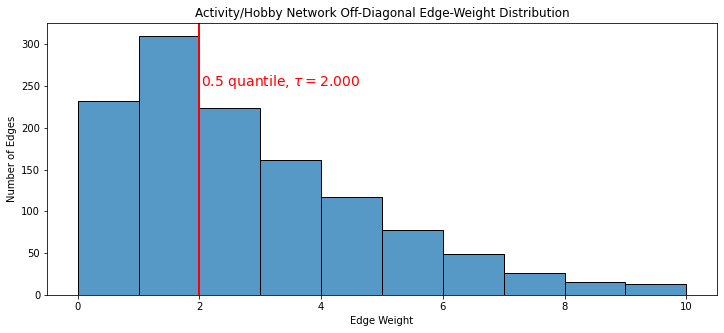 Activity/Hobby Network Off-Diagonal Edge-Weight Distribution
300
250
200
150
100
50
0
Number of Edges
0.5 quantile, τ = 2.000
0 2 4 6 8 10
Edge Weight